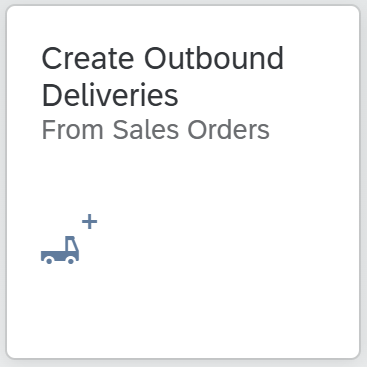 Create Outbound
Deliveries
From Sales Orders